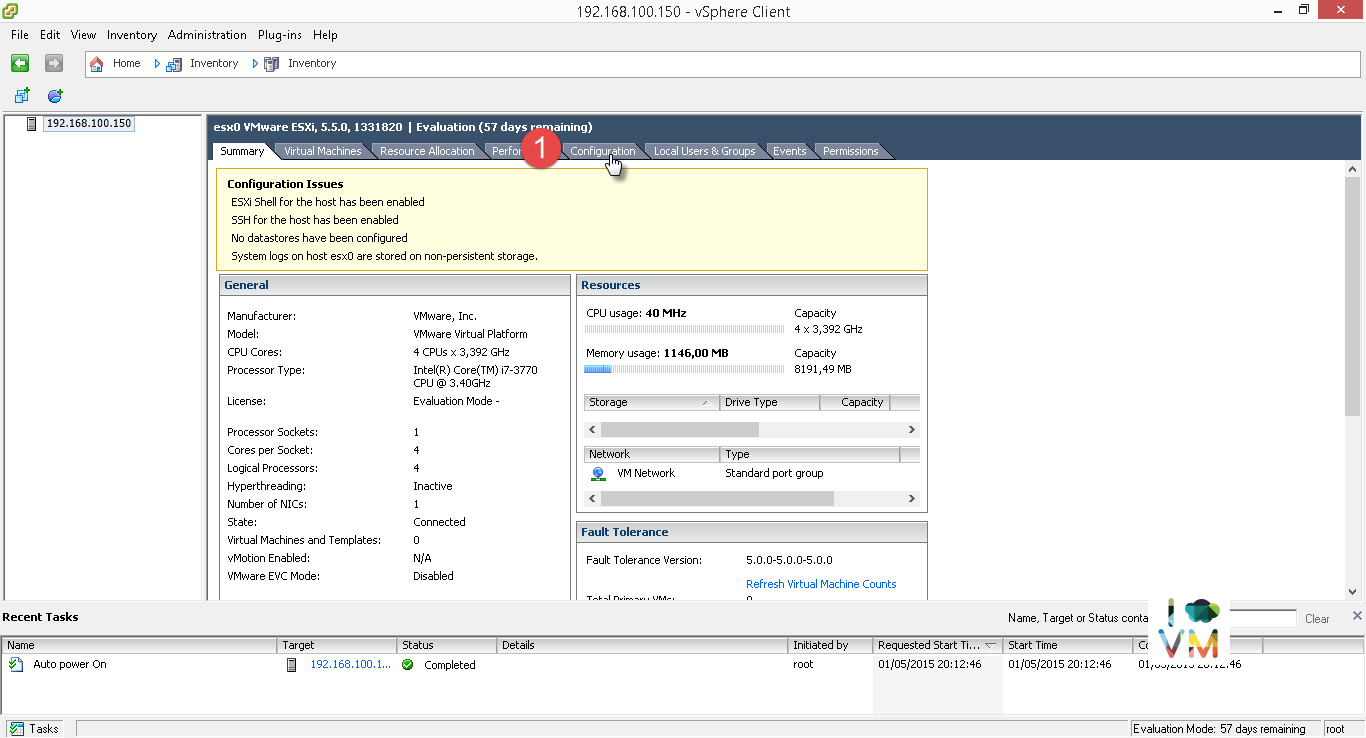 192.168.100.150 - vSphere Client
File Edit View Inventory Administration Plug-ins Help
Home Inventory Inventory
192.168.100.150
esx0 VMware ESXi, 5.5.0, 1331820 | Evaluation (57 days remaining)
Summary Virtual Machines Resource Allocation 1 Configuration Local Users & Groups Events Permissions
Configuration Issues
ESXi Shell for the host has been enabled
SSH for the host has been enabled
No datastores have been configured
System logs on host esx0 are stored on non-persistent storage.
General
Manufacturer: VMware, Inc.
Model: VMware Virtual Platform
CPU Cores: 4 CPUs x 3,392 GHz
Processor Type: Intel(R) Core(TM) i7-3770
CPU @ 3.40GHz
License: Evaluation Mode -
Processor Sockets: 1
Cores per Socket: 4
Logical Processors: 4
Hyperthreading: Inactive
Number of NICs: 1
State: Connected
Virtual Machines and Templates: 0
vMotion Enabled: N/A
VMware EVC Mode: Disabled
Resources
CPU usage: 40 MHz Capacity
4 x 3,392 GHz
Memory usage: 1146,00 MB Capacity
8191,49 MB
Storage Drive Type Capacity
Network Type
VM Network Standard port group
Fault Tolerance
Fault Tolerance Version: 5.0.0-5.0.0-5.0.0
Refresh Virtual Machine Counts
Total Primary VMs: 0
Recent Tasks
Name, Target or Status conta Clear
Name Target Status Details Initiated by Requested Start Ti... Start Time
Auto power On 192.168.100.1... Completed root 01/05/2015 20:12:46 01/05/2015 20:12:46 01/05/2015 20:12:46
I VM
Tasks Evaluation Mode: 57 days remaining root